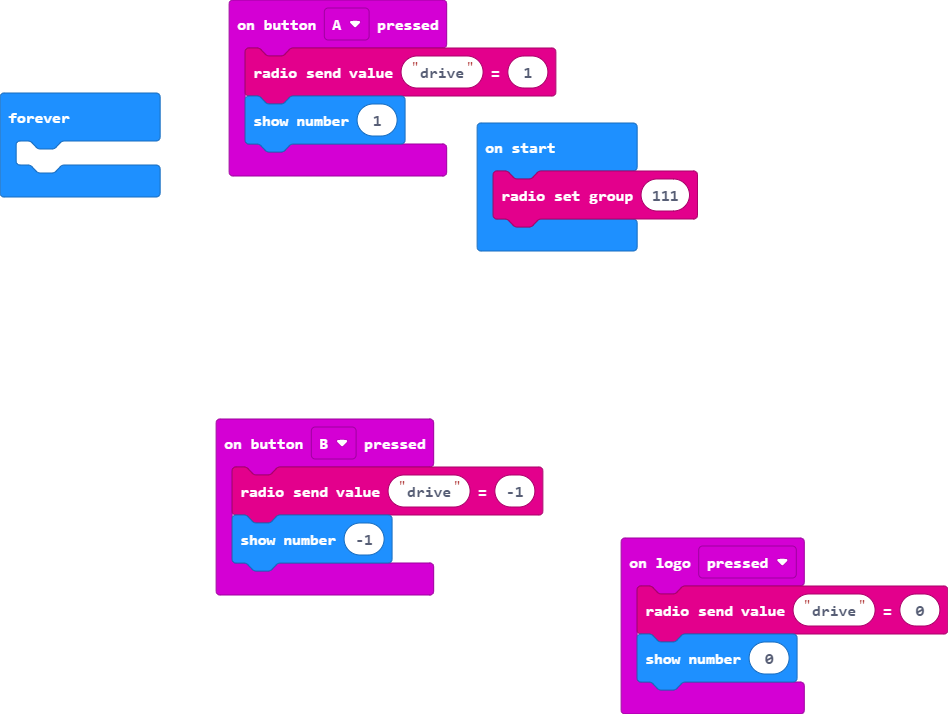 on button A pressed
radio send value "drive" = 1
show number 1
forever
on start
radio set group 111
on button B pressed
radio send value "drive" = -1
show number -1
on logo pressed
radio send value "drive" = 0
show number 0